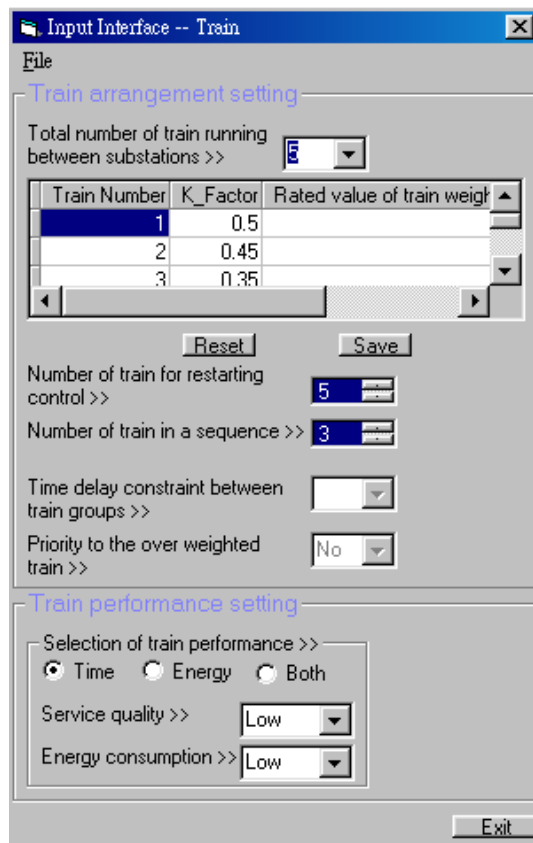 Input Interface -- Train
File
Train arrangement setting
Total number of train running
between substations >> 5
Train Number K_Factor Rated value of train weigh
1 0.5
2 0.45
3 0.35
Reset Save
Number of train for restarting
control >> 5
Number of train in a sequence >> 3
Time delay constraint between
train groups >>
Priority to the over weighted
train >> No
Train performance setting
Selection of train performance >>
Time Energy Both
Service quality >> Low
Energy consumption >> Low
Exit